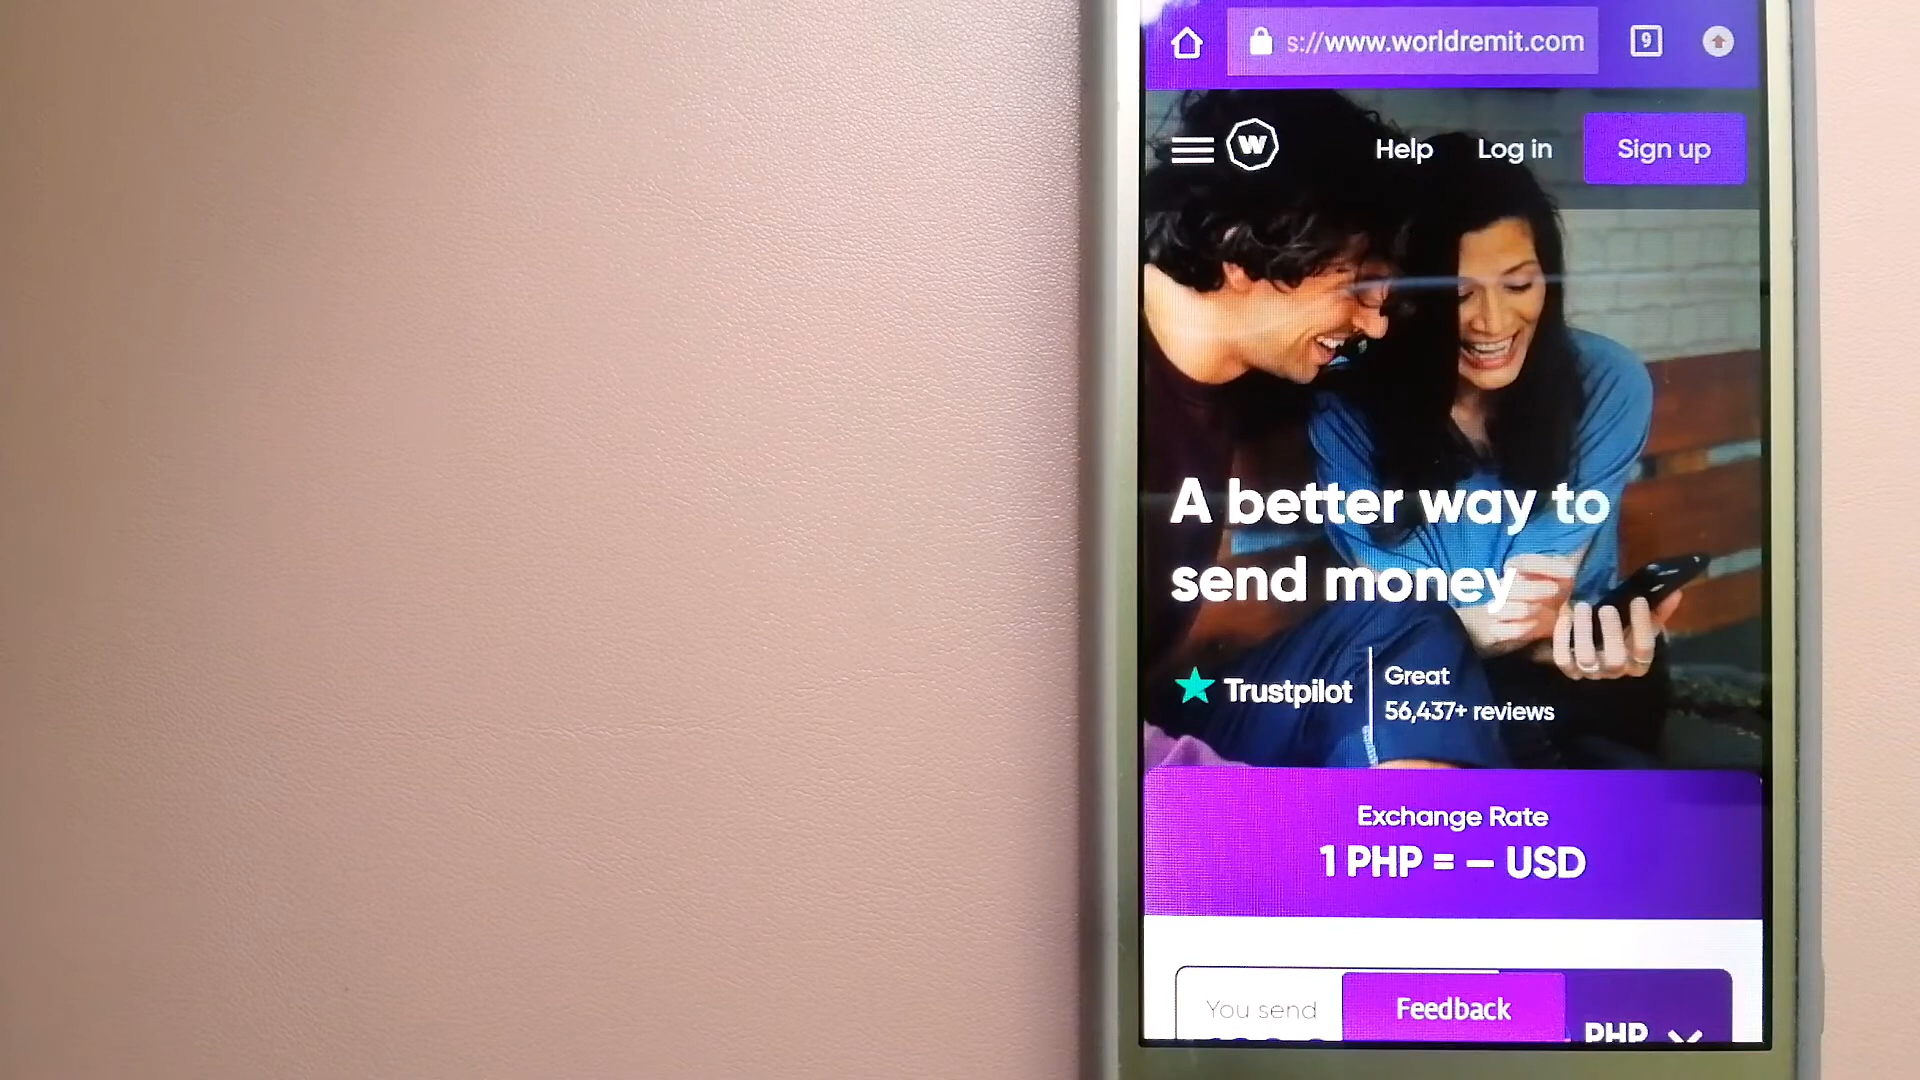 s://www.worldremit.com
9
W
Help
Log in
Sign up
A better way to
send money
Trustpilot
Great
56,437+ reviews
Exchange Rate
1 PHP = – USD
You send
Feedback
PHP